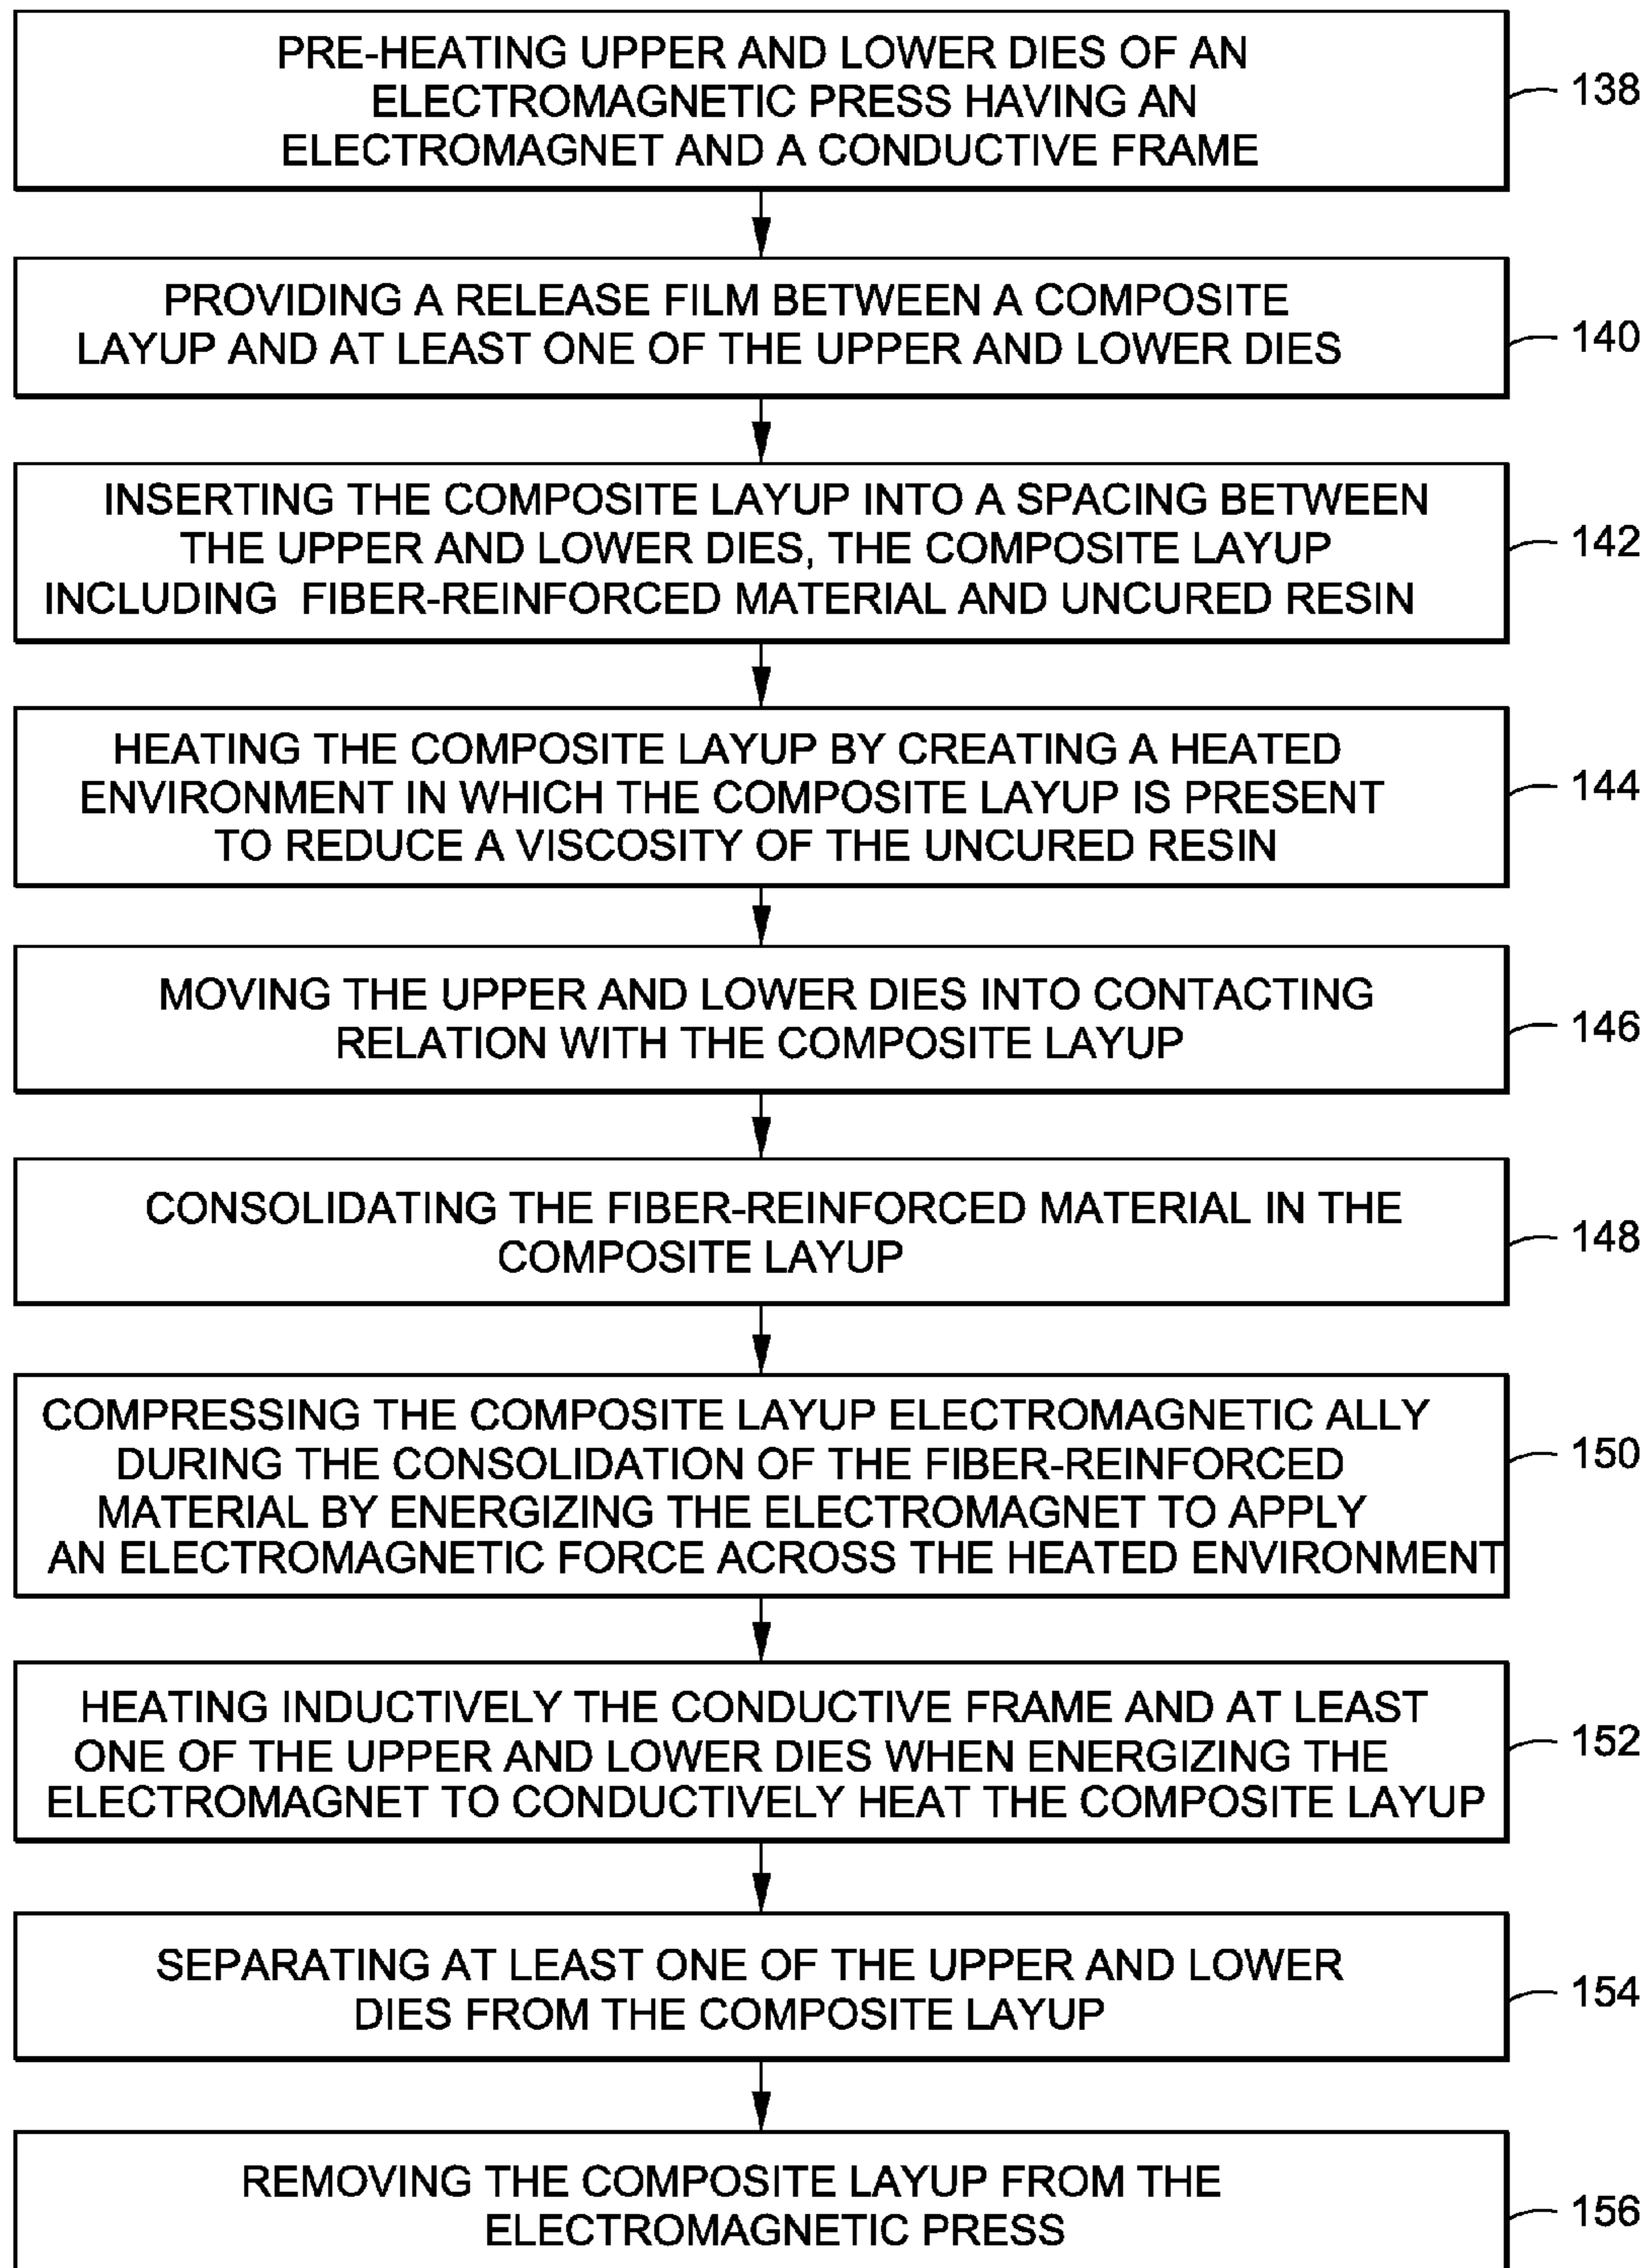 PRE-HEATING UPPER AND LOWER DIES OF AN
ELECTROMAGNETIC PRESS HAVING AN
ELECTROMAGNET AND A CONDUCTIVE FRAME
138
PROVIDING A RELEASE FILM BETWEEN A COMPOSITE
LAYUP AND AT LEAST ONE OF THE UPPER AND LOWER DIES
140
INSERTING THE COMPOSITE LAYUP INTO A SPACING BETWEEN
THE UPPER AND LOWER DIES, THE COMPOSITE LAYUP
INCLUDING FIBER-REINFORCED MATERIAL AND UNCURED RESIN
142
HEATING THE COMPOSITE LAYUP BY CREATING A HEATED
ENVIRONMENT IN WHICH THE COMPOSITE LAYUP IS PRESENT
TO REDUCE A VISCOSITY OF THE UNCURED RESIN
144
MOVING THE UPPER AND LOWER DIES INTO CONTACTING
RELATION WITH THE COMPOSITE LAYUP
146
CONSOLIDATING THE FIBER-REINFORCED MATERIAL IN THE
COMPOSITE LAYUP
148
COMPRESSING THE COMPOSITE LAYUP ELECTROMAGNETIC ALLY
DURING THE CONSOLIDATION OF THE FIBER-REINFORCED
MATERIAL BY ENERGIZING THE ELECTROMAGNET TO APPLY
AN ELECTROMAGNETIC FORCE ACROSS THE HEATED ENVIRONMENT
150
HEATING INDUCTIVELY THE CONDUCTIVE FRAME AND AT LEAST
ONE OF THE UPPER AND LOWER DIES WHEN ENERGIZING THE
ELECTROMAGNET TO CONDUCTIVELY HEAT THE COMPOSITE LAYUP
152
SEPARATING AT LEAST ONE OF THE UPPER AND LOWER
DIES FROM THE COMPOSITE LAYUP
154
REMOVING THE COMPOSITE LAYUP FROM THE
ELECTROMAGNETIC PRESS
156